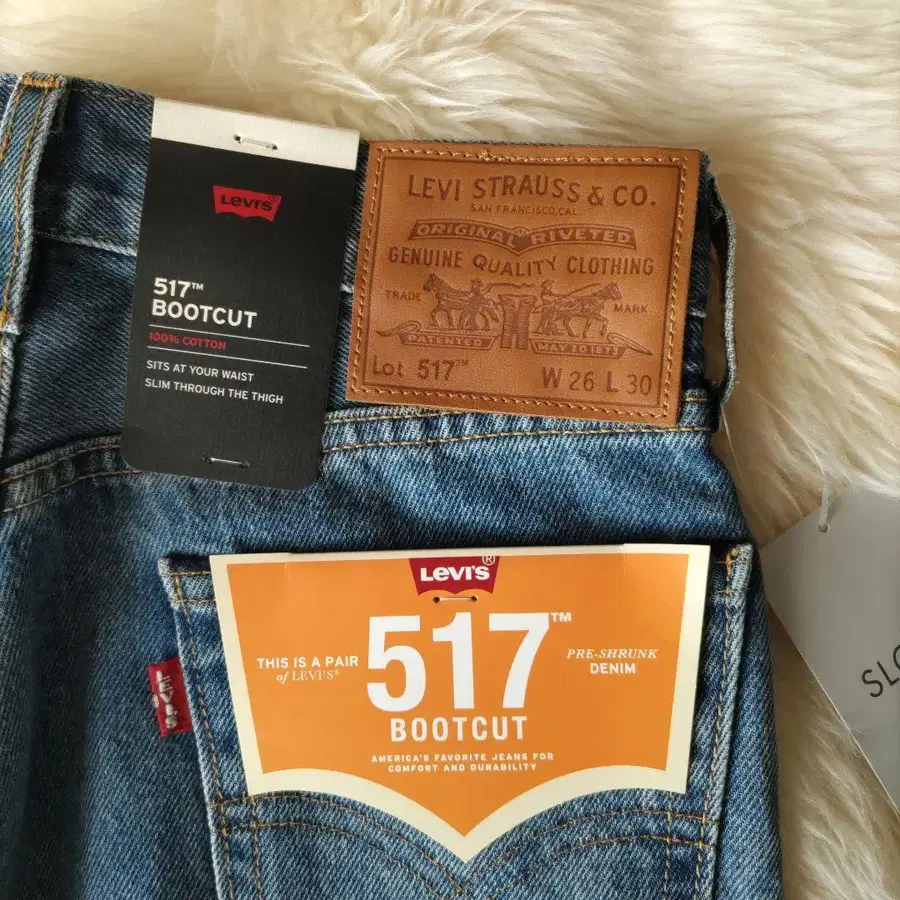 LEVI'S
517™
BOOTCUT
100% COTTON
SITS AT YOUR WAIST
SLIM THROUGH THE THIGH
LEVI STRAUSS & CO.
SAN FRANCISCO, CAL.
ORIGINAL RIVETED
GENUINE QUALITY CLOTHING
TRADE MARK
PATENTED MAY 20 1873
Lot 517™ W 26 L 30
LEVI'S®
517™
THIS IS A PAIR
of LEVI'S®
PRE-SHRUNK
DENIM
BOOTCUT
AMERICA'S FAVORITE JEANS FOR
COMFORT AND DURABILITY
LEVI'S